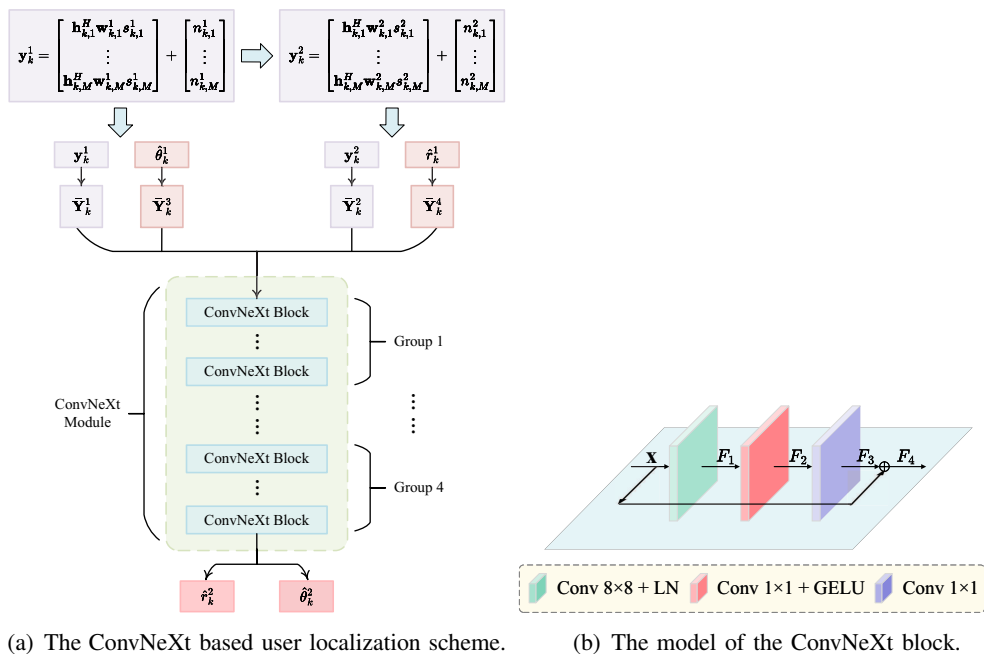 𝐲_k^1 = [𝐡_{k,1}^H 𝐰_{k,1}^1 s_{k,1}^1 ⋮ 𝐡_{k,M}^H 𝐰_{k,M}^1 s_{k,M}^1] + [n_{k,1}^1 ⋮ n_{k,M}^1]
𝐲_k^2 = [𝐡_{k,1}^H 𝐰_{k,1}^2 s_{k,1}^2 ⋮ 𝐡_{k,M}^H 𝐰_{k,M}^2 s_{k,M}^2] + [n_{k,1}^2 ⋮ n_{k,M}^2]
𝐲_k^1 θ̂_k^1 𝐲_k^2 r̂_k^1
𝐘̄_k^1 𝐘̄_k^3 𝐘̄_k^2 𝐘̄_k^4
ConvNeXt Block
⋮
Group 1
ConvNeXt Block
ConvNeXt
Module
⋮ ⋮
ConvNeXt Block
⋮
Group 4
ConvNeXt Block
r̂_k^2 θ̂_k^2
(a) The ConvNeXt based user localization scheme.
𝐗 F_1 F_2 F_3 ⊕ F_4
Conv 8×8 + LN Conv 1×1 + GELU Conv 1×1
(b) The model of the ConvNeXt block.